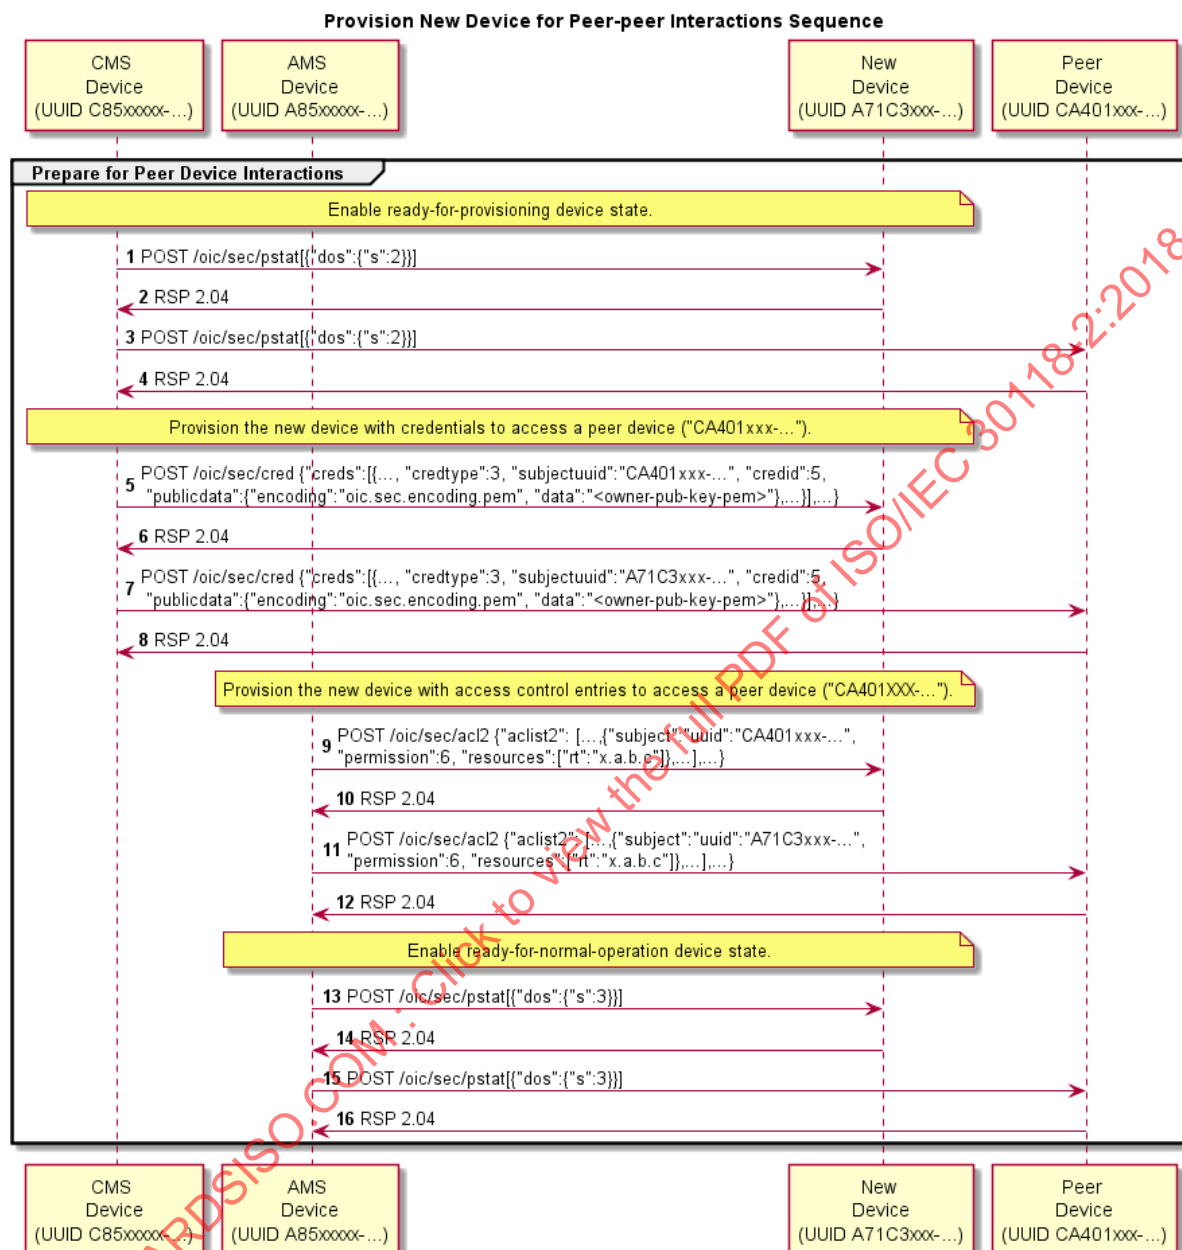 Provision New Device for Peer-peer Interactions Sequence
CMS
Device
(UUID C85xxxxx-...)
AMS
Device
(UUID A85xxxxx-...)
New
Device
(UUID A71C3xxx-...)
Peer
Device
(UUID CA401xxx-...)
Prepare for Peer Device Interactions
Enable ready-for-provisioning device state.
1 POST /oic/sec/pstat[{"dos":{"s":2}}]
2 RSP 2.04
3 POST /oic/sec/pstat[{"dos":{"s":2}}]
4 RSP 2.04
Provision the new device with credentials to access a peer device ("CA401xxx-...").
5 POST /oic/sec/cred {"creds":[{..., "credtype":3, "subjectuuid":"CA401xxx-...", "credid":5,
"publicdata":{"encoding":"oic.sec.encoding.pem", "data":"<owner-pub-key-pem>"},...}],...}
6 RSP 2.04
7 POST /oic/sec/cred {"creds":[{..., "credtype":3, "subjectuuid":"A71C3xxx-...", "credid":5,
"publicdata":{"encoding":"oic.sec.encoding.pem", "data":"<owner-pub-key-pem>"},...}],...}
8 RSP 2.04
Provision the new device with access control entries to access a peer device ("CA401XXX-...").
9 POST /oic/sec/acl2 {"aclist2": [...,{"subject":"uuid":"CA401xxx-...",
"permission":6, "resources":["rt":"x.a.b.c"]},...],...}
10 RSP 2.04
11 POST /oic/sec/acl2 {"aclist2": [...,{"subject":"uuid":"A71C3xxx-...",
"permission":6, "resources":["rt":"x.a.b.c"]},...],...}
12 RSP 2.04
Enable ready-for-normal-operation device state.
13 POST /oic/sec/pstat[{"dos":{"s":3}}]
14 RSP 2.04
15 POST /oic/sec/pstat[{"dos":{"s":3}}]
16 RSP 2.04
CMS
Device
(UUID C85xxxxx-...)
AMS
Device
(UUID A85xxxxx-...)
New
Device
(UUID A71C3xxx-...)
Peer
Device
(UUID CA401xxx-...)
ARDSISO.COM : Click to view the full PDF of ISO/IEC 30118-2:2018